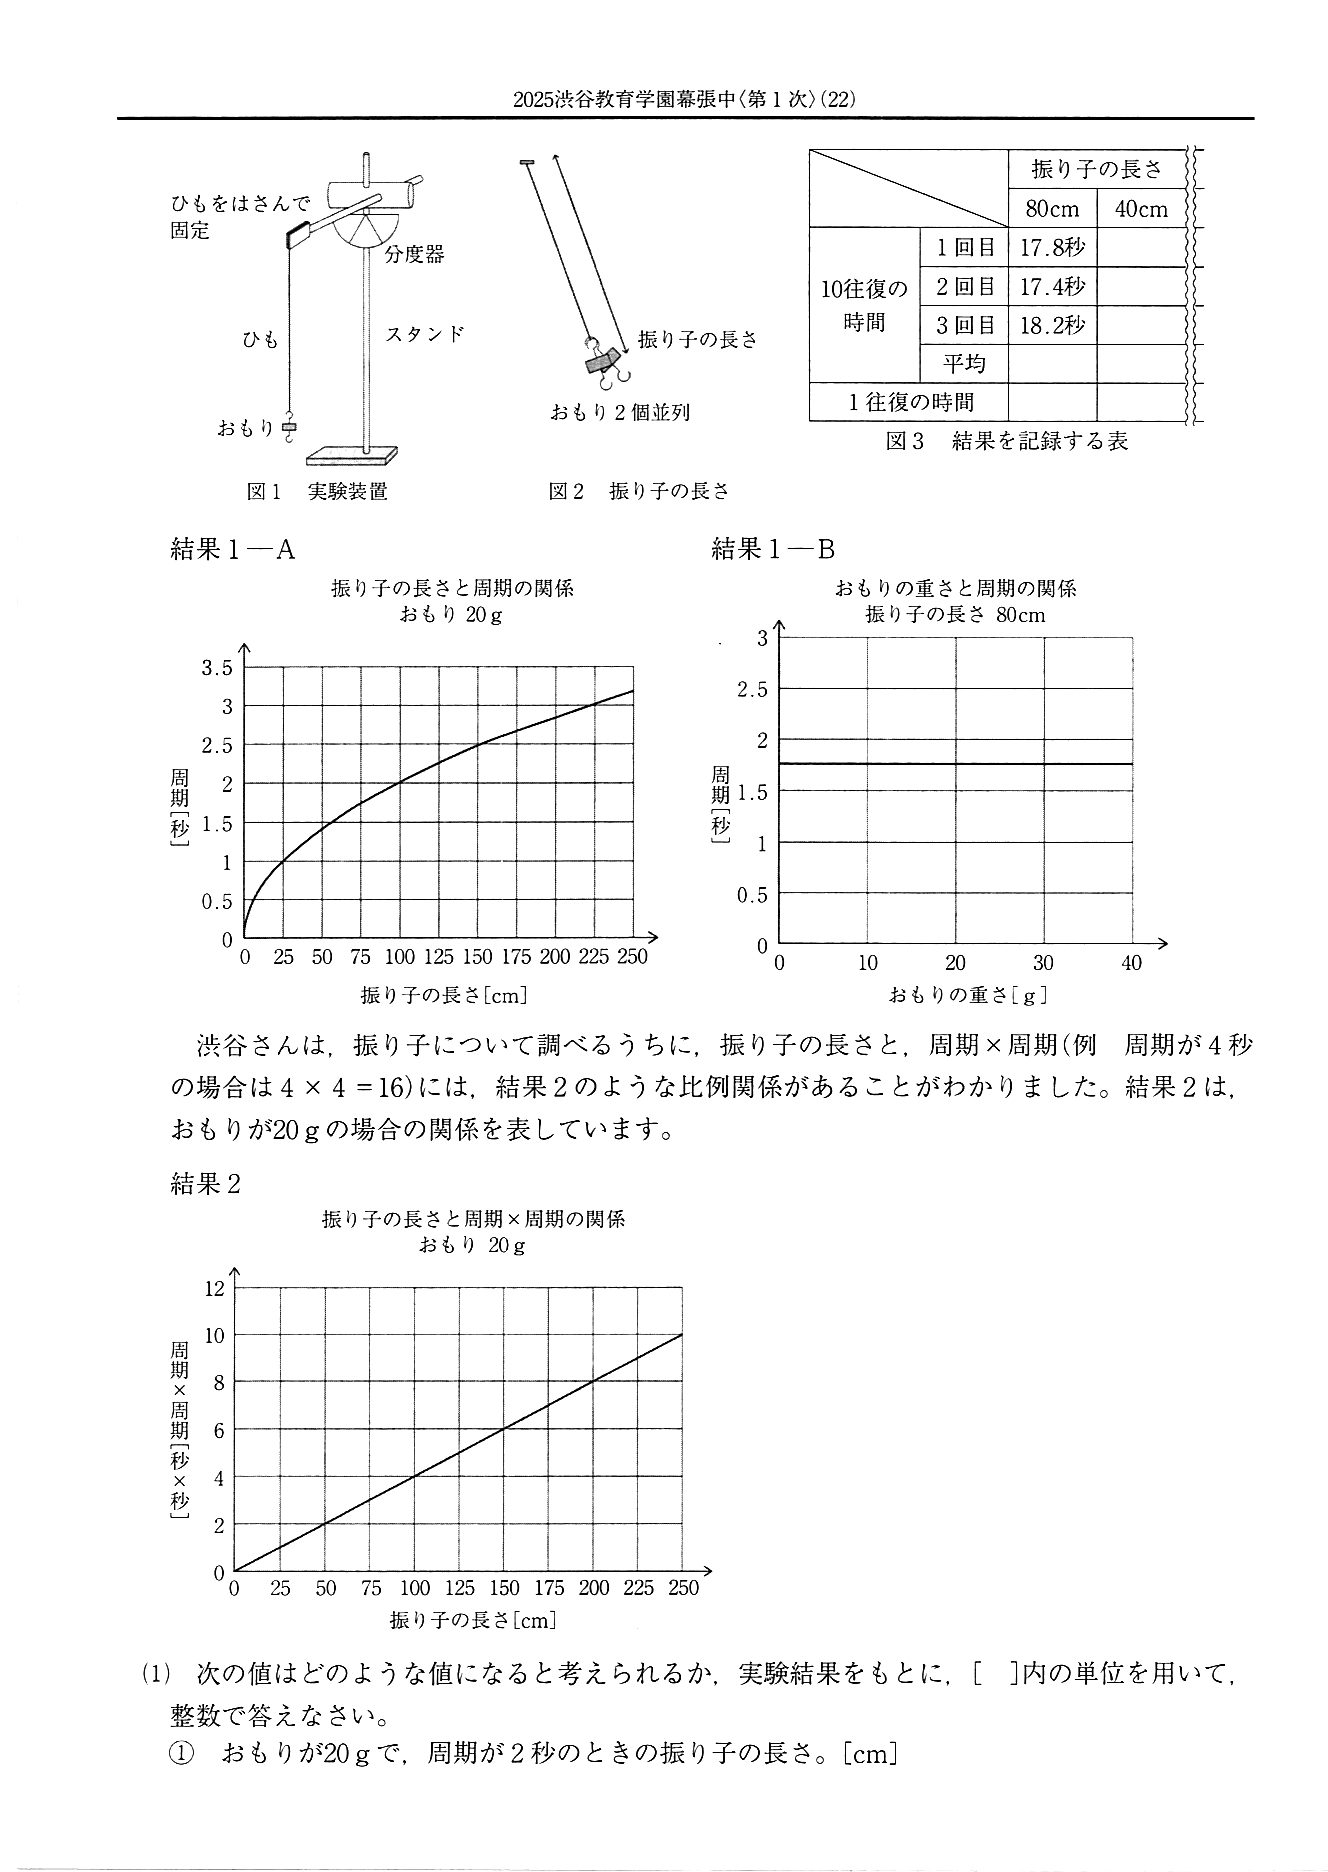 2025渋谷教育学園幕張中〈第1次〉(22)
ひもをはさんで
固定
分度器
ひも
スタンド
おもり
図1 実験装置
振り子の長さ
おもり2個並列
図2 振り子の長さ
振り子の長さ
80cm 40cm
10往復の
時間
1回目 17.8秒
2回目 17.4秒
3回目 18.2秒
平均
1往復の時間
図3 結果を記録する表
結果1―A
振り子の長さと周期の関係
おもり 20g
3.5
3
2.5
2
1.5
1
0.5
0
周期[秒]
0 25 50 75 100 125 150 175 200 225 250
振り子の長さ[cm]
結果1―B
おもりの重さと周期の関係
振り子の長さ 80cm
3
2.5
2
1.5
1
0.5
0
周期[秒]
0 10 20 30 40
おもりの重さ[g]
渋谷さんは，振り子について調べるうちに，振り子の長さと，周期×周期(例 周期が4秒
の場合は4×4＝16)には，結果2のような比例関係があることがわかりました。結果2は，
おもりが20gの場合の関係を表しています。
結果2
振り子の長さと周期×周期の関係
おもり 20g
12
10
8
6
4
2
0
周期×周期[秒×秒]
0 25 50 75 100 125 150 175 200 225 250
振り子の長さ[cm]
(1) 次の値はどのような値になると考えられるか，実験結果をもとに，[ ]内の単位を用いて，
整数で答えなさい。
① おもりが20gで，周期が2秒のときの振り子の長さ。[cm]